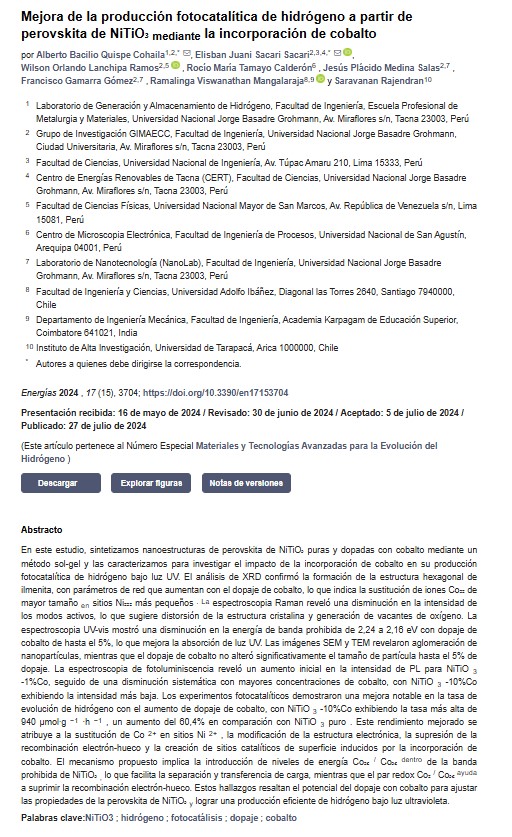 Mejora de la producción fotocatalítica de hidrógeno a partir de
perovskita de NiTiO₃ mediante la incorporación de cobalto
por Alberto Bacilio Quispe Cohaila 1,2,* , Elisban Juani Sacari Sacari 2,3,4,* ,
Wilson Orlando Lanchipa Ramos 2,5 , Rocío María Tamayo Calderón 6 , Jesús Plácido Medina Salas 2,7 ,
Francisco Gamarra Gómez 2,7 , Ramalinga Viswanathan Mangalaraja 8,9 y Saravanan Rajendran 10
1 Laboratorio de Generación y Almacenamiento de Hidrógeno, Facultad de Ingeniería, Escuela Profesional de
Metalurgia y Materiales, Universidad Nacional Jorge Basadre Grohmann, Av. Miraflores s/n, Tacna 23003, Perú
2 Grupo de Investigación GIMAECC, Facultad de Ingeniería, Universidad Nacional Jorge Basadre Grohmann,
Ciudad Universitaria, Av. Miraflores s/n, Tacna 23003, Perú
3 Facultad de Ciencias, Universidad Nacional de Ingeniería, Av. Túpac Amaru 210, Lima 15333, Perú
4 Centro de Energías Renovables de Tacna (CERT), Facultad de Ciencias, Universidad Nacional Jorge Basadre
Grohmann, Av. Miraflores s/n, Tacna 23003, Perú
5 Facultad de Ciencias Físicas, Universidad Nacional Mayor de San Marcos, Av. República de Venezuela s/n, Lima
15081, Perú
6 Centro de Microscopia Electrónica, Facultad de Ingeniería de Procesos, Universidad Nacional de San Agustín,
Arequipa 04001, Perú
7 Laboratorio de Nanotecnología (NanoLab), Facultad de Ingeniería, Universidad Nacional Jorge Basadre
Grohmann, Av. Miraflores s/n, Tacna 23003, Perú
8 Facultad de Ingeniería y Ciencias, Universidad Adolfo Ibáñez, Diagonal las Torres 2640, Santiago 7940000,
Chile
9 Departamento de Ingeniería Mecánica, Facultad de Ingeniería, Academia Karpagam de Educación Superior,
Coimbatore 641021, India
10 Instituto de Alta Investigación, Universidad de Tarapacá, Arica 1000000, Chile
* Autores a quienes debe dirigirse la correspondencia.
Energías 2024 , 17 (15), 3704; https://doi.org/10.3390/en17153704
Presentación recibida: 16 de mayo de 2024 / Revisado: 30 de junio de 2024 / Aceptado: 5 de julio de 2024 /
Publicado: 27 de julio de 2024
(Este artículo pertenece al Número Especial Materiales y Tecnologías Avanzadas para la Evolución del
Hidrógeno )
Descargar Explorar figuras Notas de versiones
Abstracto
En este estudio, sintetizamos nanoestructuras de perovskita de NiTiO₃ puras y dopadas con cobalto mediante un
método sol-gel y las caracterizamos para investigar el impacto de la incorporación de cobalto en su producción
fotocatalítica de hidrógeno bajo luz UV. El análisis de XRD confirmó la formación de la estructura hexagonal de
ilmenita, con parámetros de red que aumentan con el dopaje de cobalto, lo que indica la sustitución de iones Co
mayor tamaño en sitios Ni más pequeños . La espectroscopia Raman reveló una disminución en la intensidad de
los modos activos, lo que sugiere distorsión de la estructura cristalina y generación de vacantes de oxígeno. La
espectroscopia UV-vis mostró una disminución en la energía de banda prohibida de 2,24 a 2,16 eV con dopaje de
cobalto de hasta el 5%, lo que mejora la absorción de luz UV. Las imágenes SEM y TEM revelaron aglomeración de
nanopartículas, mientras que el dopaje de cobalto no alteró significativamente el tamaño de partícula hasta el 5% de
dopaje. La espectroscopia de fotoluminiscencia reveló un aumento inicial en la intensidad de PL para NiTiO 3
-1%Co, seguido de una disminución sistemática con mayores concentraciones de cobalto, con NiTiO 3 -10%Co
exhibiendo la intensidad más baja. Los experimentos fotocatalíticos demostraron una mejora notable en la tasa de
evolución de hidrógeno con el aumento de dopaje de cobalto, con NiTiO 3 -10%Co exhibiendo la tasa más alta de
940 μmol·g ⁻¹ ·h ⁻¹ , un aumento del 60,4% en comparación con NiTiO 3 puro . Este rendimiento mejorado se
atribuye a la sustitución de Co 2+ en sitios Ni 2+ , la modificación de la estructura electrónica, la supresión de la
recombinación electrón-hueco y la creación de sitios catalíticos de superficie inducidos por la incorporación de
cobalto. El mecanismo propuesto implica la introducción de niveles de energía Co / Co dentro de la banda
prohibida de NiTiO₃ , lo que facilita la separación y transferencia de carga, mientras que el par redox Co / Co ayuda
a suprimir la recombinación electrón-hueco. Estos hallazgos resaltan el potencial del dopaje con cobalto para ajustar
las propiedades de la perovskita de NiTiO₃ y lograr una producción eficiente de hidrógeno bajo luz ultravioleta.
Palabras clave:NiTiO3 ; hidrógeno ; fotocatálisis ; dopaje ; cobalto